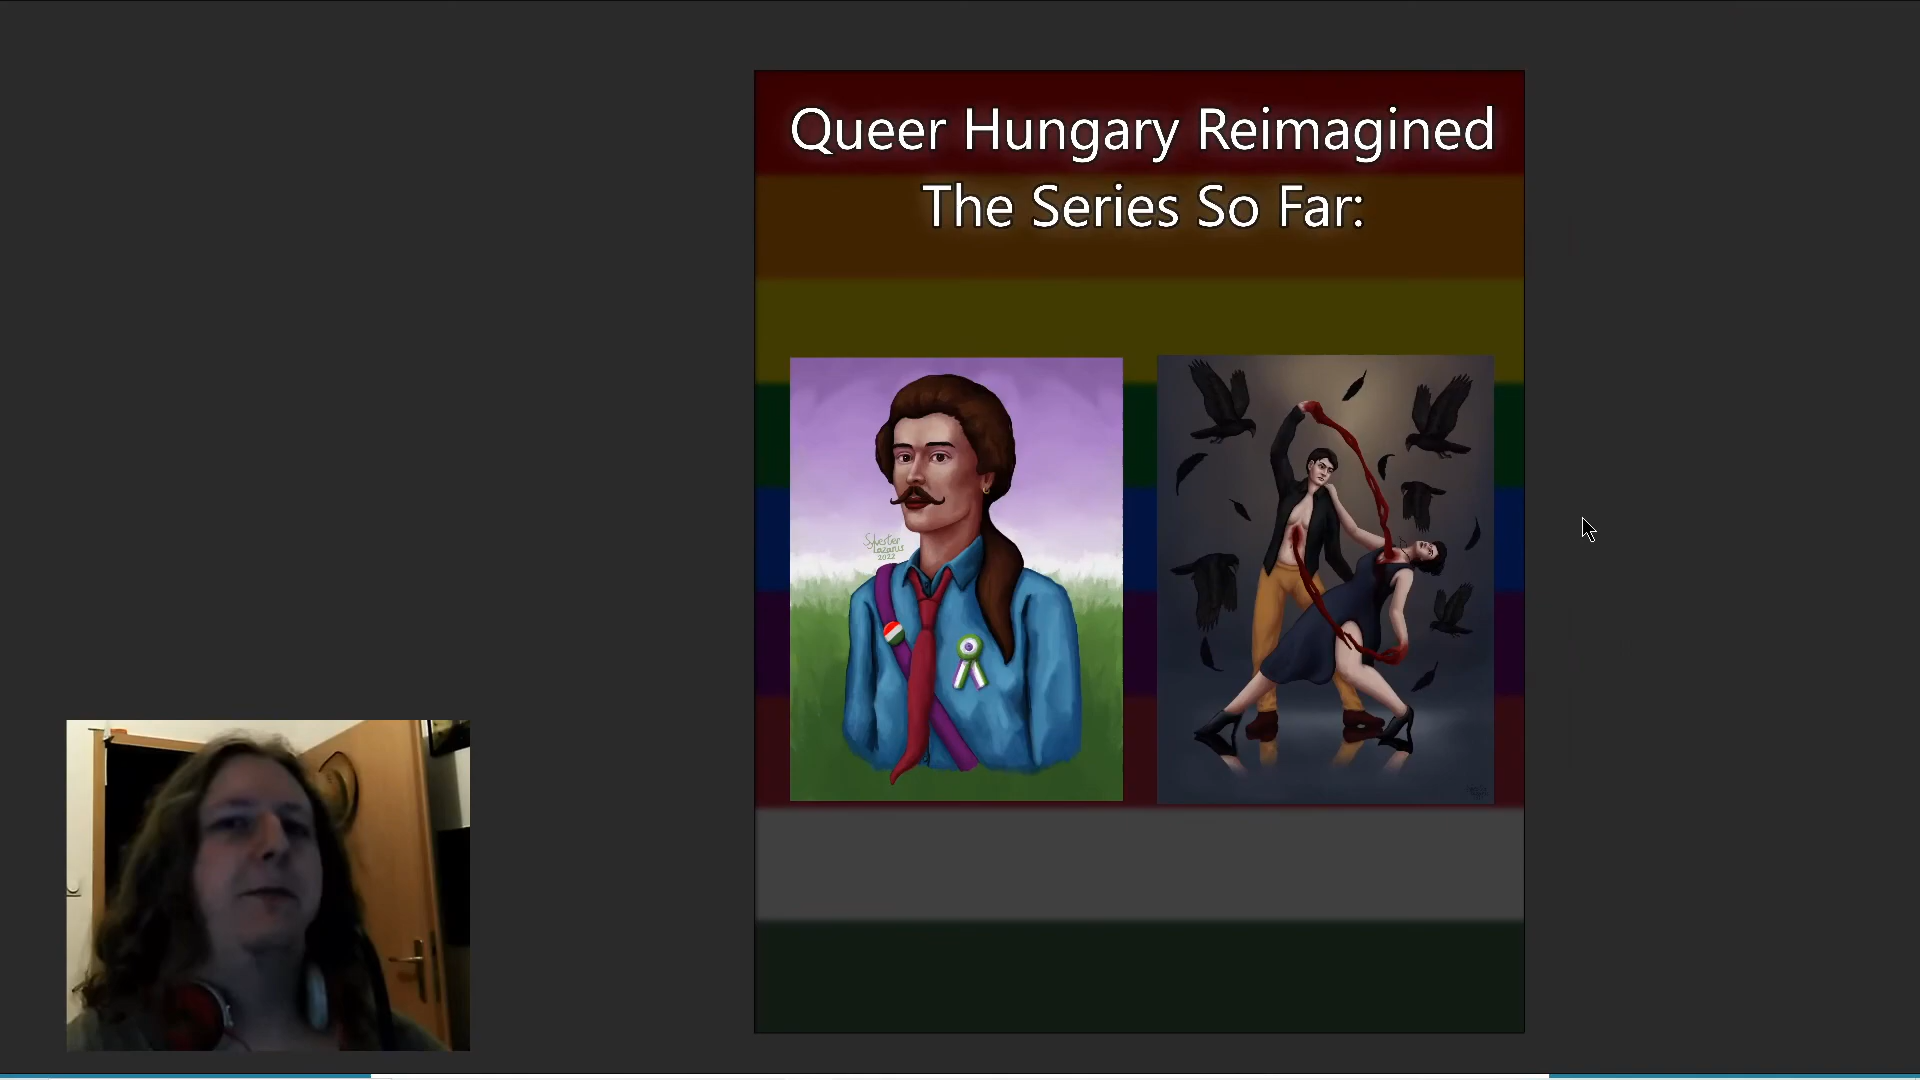 Queer Hungary Reimagined
The Series So Far:
Sylvester
Lazarus
2022